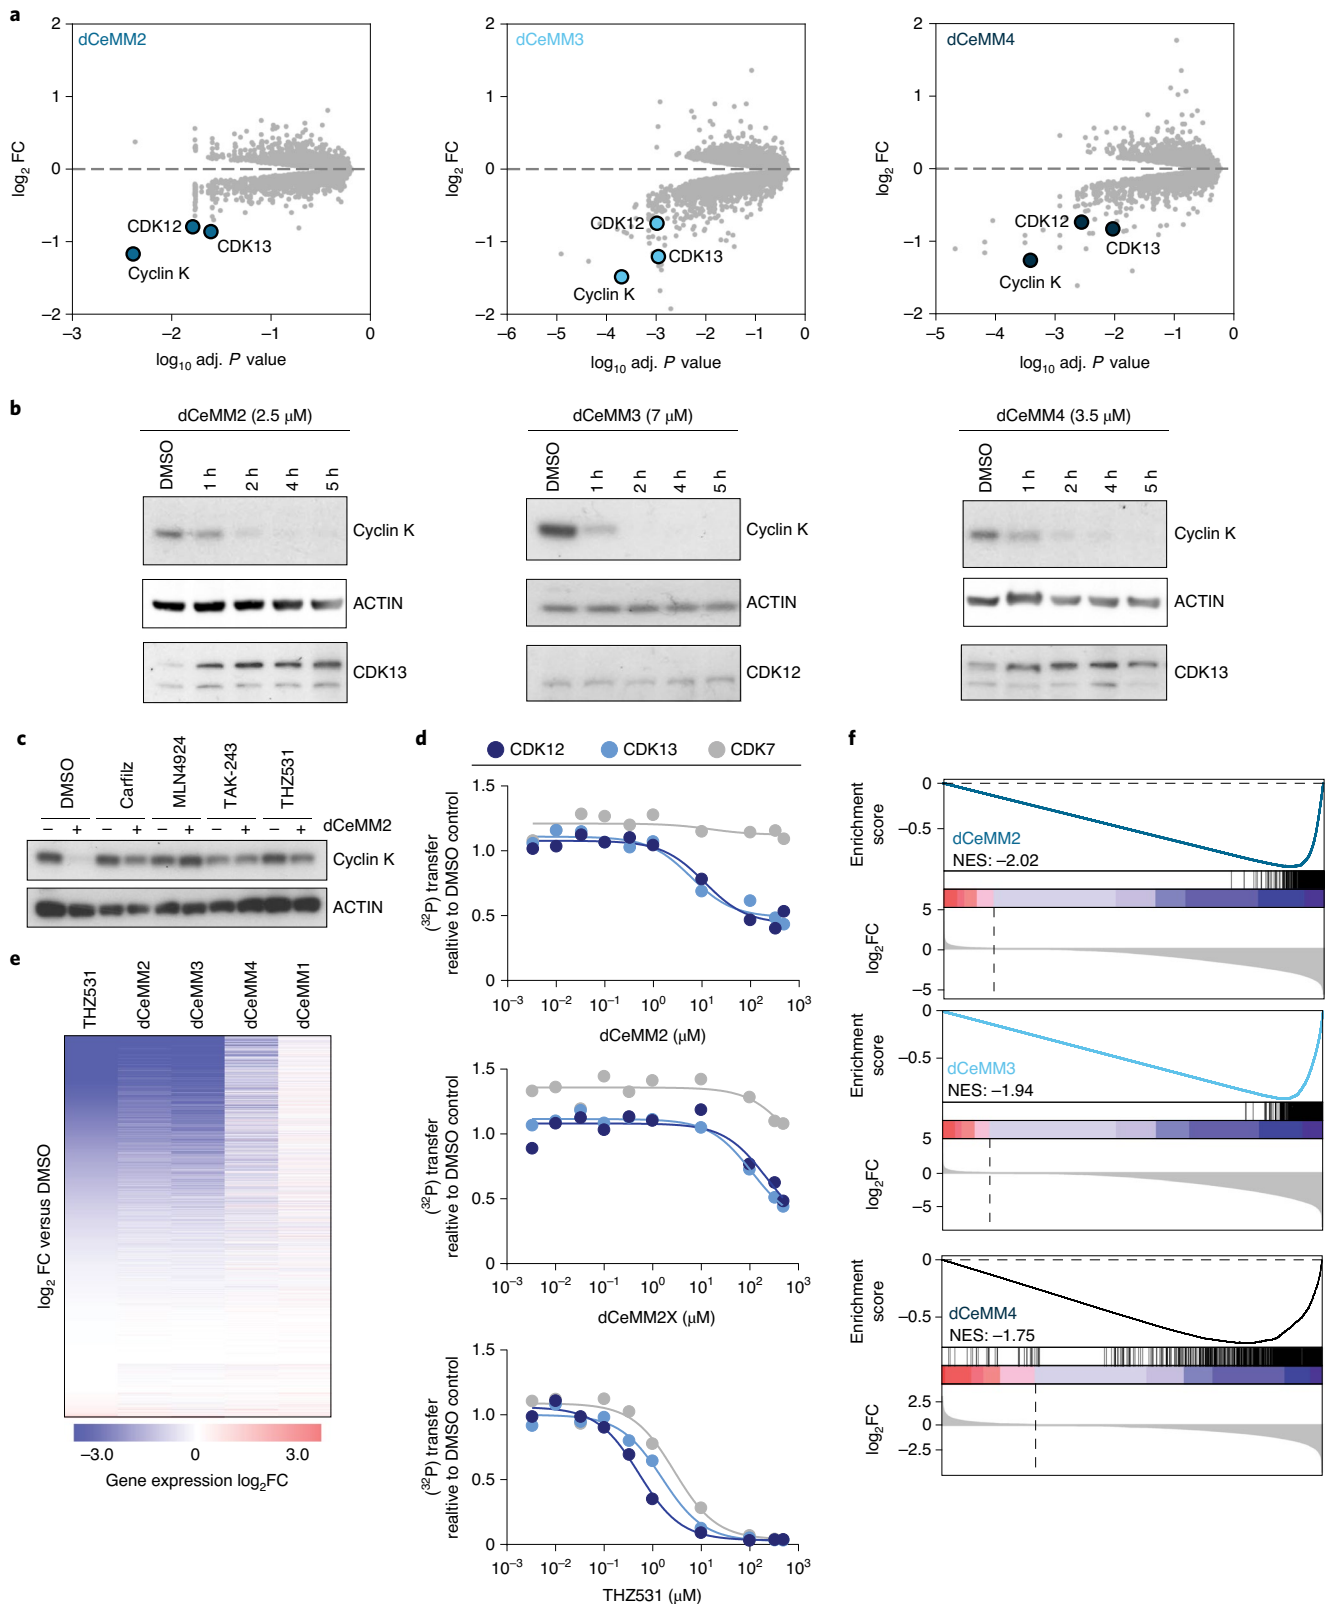 a
dCeMM2
dCeMM3
dCeMM4
2
1
0
–1
–2
log2 FC
CDK12
CDK13
Cyclin K
–3
–2
–1
0
log10 adj. P value
2
1
0
–1
–2
log2 FC
CDK12
CDK13
Cyclin K
–6
–5
–4
–3
–2
–1
0
log10 adj. P value
2
1
0
–1
–2
log2 FC
CDK12
CDK13
Cyclin K
–5
–4
–3
–2
–1
0
log10 adj. P value
b
dCeMM2 (2.5 μM)
DMSO
1 h
2 h
4 h
5 h
Cyclin K
ACTIN
CDK13
dCeMM3 (7 μM)
DMSO
1 h
2 h
4 h
5 h
Cyclin K
ACTIN
CDK12
dCeMM4 (3.5 μM)
DMSO
1 h
2 h
4 h
5 h
Cyclin K
ACTIN
CDK13
c
DMSO
Carfilz
MLN4924
TAK-243
THZ531
– + – + – + – + – + dCeMM2
Cyclin K
ACTIN
d
CDK12
CDK13
CDK7
1.5
1.0
0.5
0
(32P) transfer
realtive to DMSO control
10–3
10–2
10–1
100
101
102
103
dCeMM2 (μM)
1.5
1.0
0.5
0
(32P) transfer
realtive to DMSO control
10–3
10–2
10–1
100
101
102
103
dCeMM2X (μM)
1.5
1.0
0.5
0
(32P) transfer
realtive to DMSO control
10–3
10–2
10–1
100
101
102
103
THZ531 (μM)
e
THZ531
dCeMM2
dCeMM3
dCeMM4
dCeMM1
log2 FC versus DMSO
–3.0
0
3.0
Gene expression log2FC
f
Enrichment
score
0
–0.5
dCeMM2
NES: –2.02
5
0
–5
log2FC
Enrichment
score
0
–0.5
dCeMM3
NES: –1.94
5
0
–5
log2FC
Enrichment
score
0
–0.5
dCeMM4
NES: –1.75
2.5
0
–2.5
log2FC